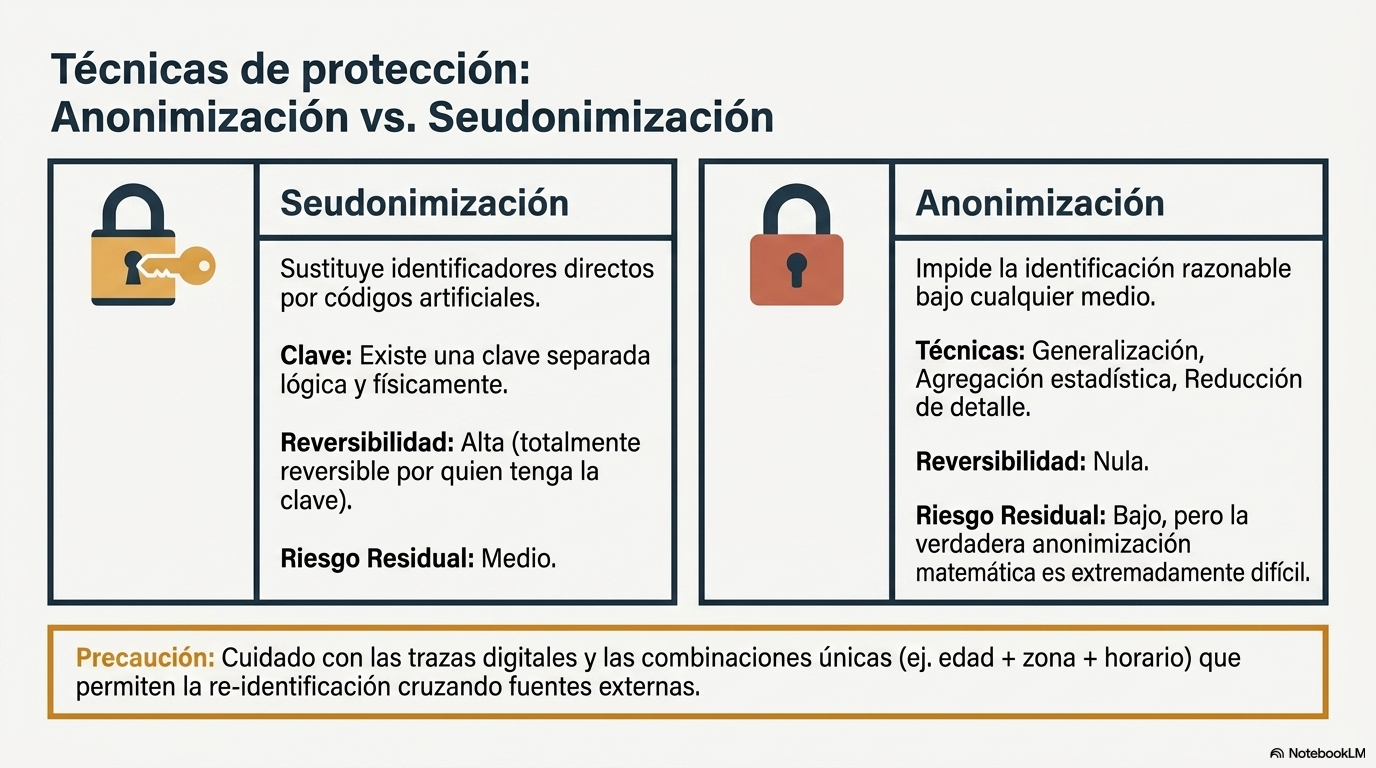 Técnicas de protección:
Anonimización vs. Seudonimización
Seudonimización
Sustituye identificadores directos
por códigos artificiales.
Clave: Existe una clave separada
lógica y físicamente.
Reversibilidad: Alta (totalmente
reversible por quien tenga la
clave).
Riesgo Residual: Medio.
Anonimización
Impide la identificación razonable
bajo cualquier medio.
Técnicas: Generalización,
Agregación estadística, Reducción
de detalle.
Reversibilidad: Nula.
Riesgo Residual: Bajo, pero la
verdadera anonimización
matemática es extremadamente difícil.
Precaución: Cuidado con las trazas digitales y las combinaciones únicas (ej. edad + zona + horario) que
permiten la re-identificación cruzando fuentes externas.
NotebookLM